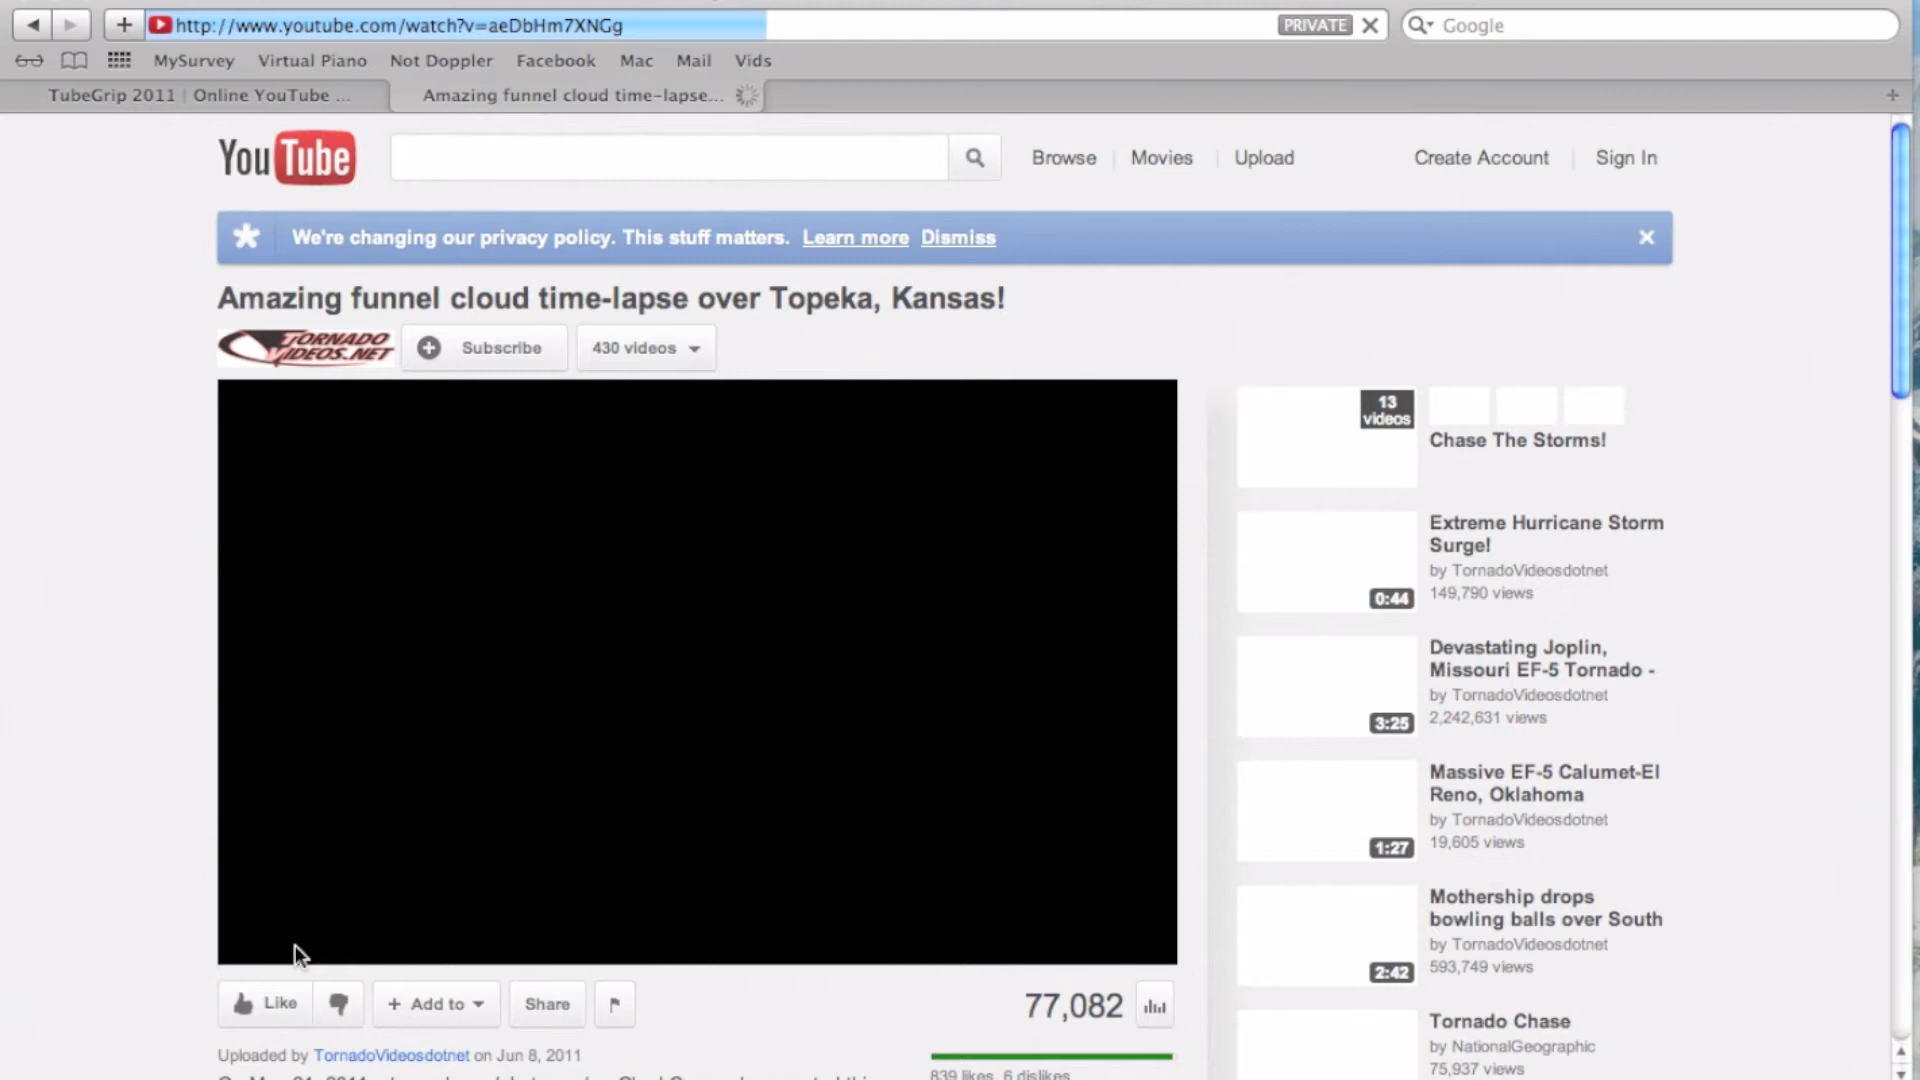 http://www.youtube.com/watch?v=aeDbHm7XNGg
PRIVATE
Google
MySurvey
Virtual Piano
Not Doppler
Facebook
Mac
Mail
Vids
TubeGrip 2011 | Online YouTube ...
Amazing funnel cloud time-lapse...
YouTube
Browse
Movies
Upload
Create Account
Sign In
We're changing our privacy policy. This stuff matters. Learn more Dismiss
Amazing funnel cloud time-lapse over Topeka, Kansas!
TORNADO
VIDEOS.NET
Subscribe
430 videos
13
videos
Chase The Storms!
Extreme Hurricane Storm
Surge!
by TornadoVideosdotnet
149,790 views
0:44
Devastating Joplin,
Missouri EF-5 Tornado -
by TornadoVideosdotnet
2,242,631 views
3:25
Massive EF-5 Calumet-El
Reno, Oklahoma
by TornadoVideosdotnet
19,605 views
1:27
Mothership drops
bowling balls over South
by TornadoVideosdotnet
593,749 views
2:42
Tornado Chase
by NationalGeographic
75,937 views
Like
+ Add to
Share
77,082
Uploaded by TornadoVideosdotnet on Jun 8, 2011
839 likes, 6 dislikes